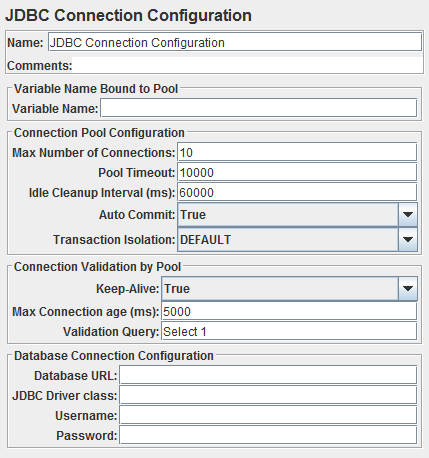 JDBC Connection Configuration
Name: JDBC Connection Configuration
Comments:
Variable Name Bound to Pool
Variable Name:
Connection Pool Configuration
Max Number of Connections: 10
Pool Timeout: 10000
Idle Cleanup Interval (ms): 60000
Auto Commit: True
Transaction Isolation: DEFAULT
Connection Validation by Pool
Keep-Alive: True
Max Connection age (ms): 5000
Validation Query: Select 1
Database Connection Configuration
Database URL:
JDBC Driver class:
Username:
Password: